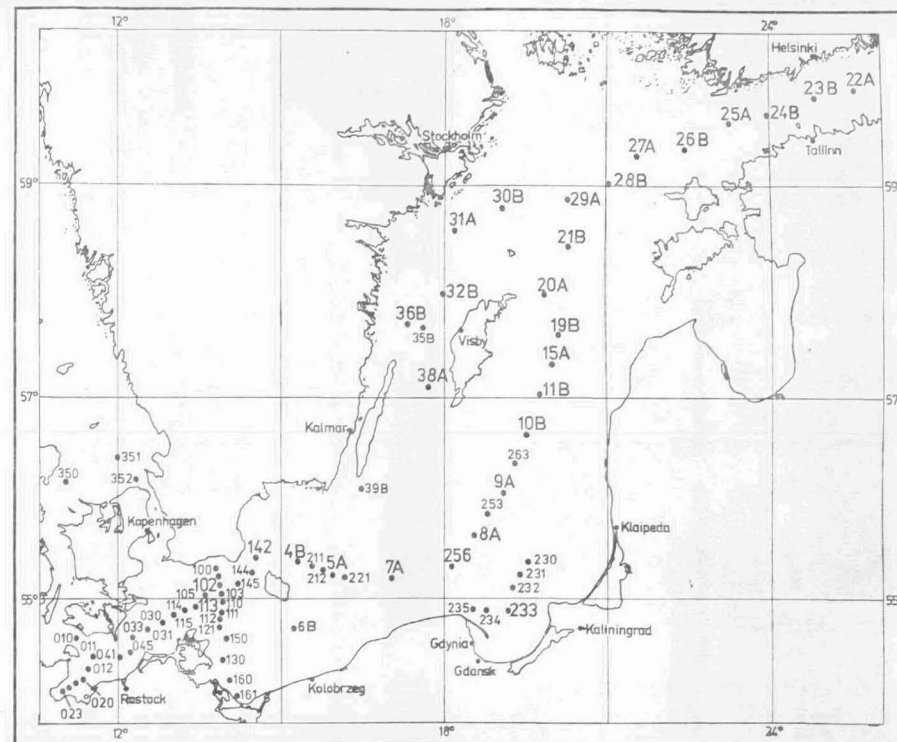 12°
18°
24°
Helsinki
22A
23B
24B
25A
Tallinn
26B
27A
Stockholm
59
28B
59
29A
30B
31A
21B
20A
32B
36B
35B
Visby
19B
15A
38A
57
11B
57
10B
Kalmar
351
263
350
352
39B
9A
253
Kopenhagen
8A
Klaipeda
142
4B
211
5A
7A
256
230
100
144
212
221
231
102
145
232
55
105
103
55
114
113
110
235
234
233
030
112
111
033
115
121
6B
Kaliningrad
010
031
150
Gdynia
011
045
041
130
Gdansk
012
160
Kolobrzeg
020
Rostock
161
023
12°
18°
24°